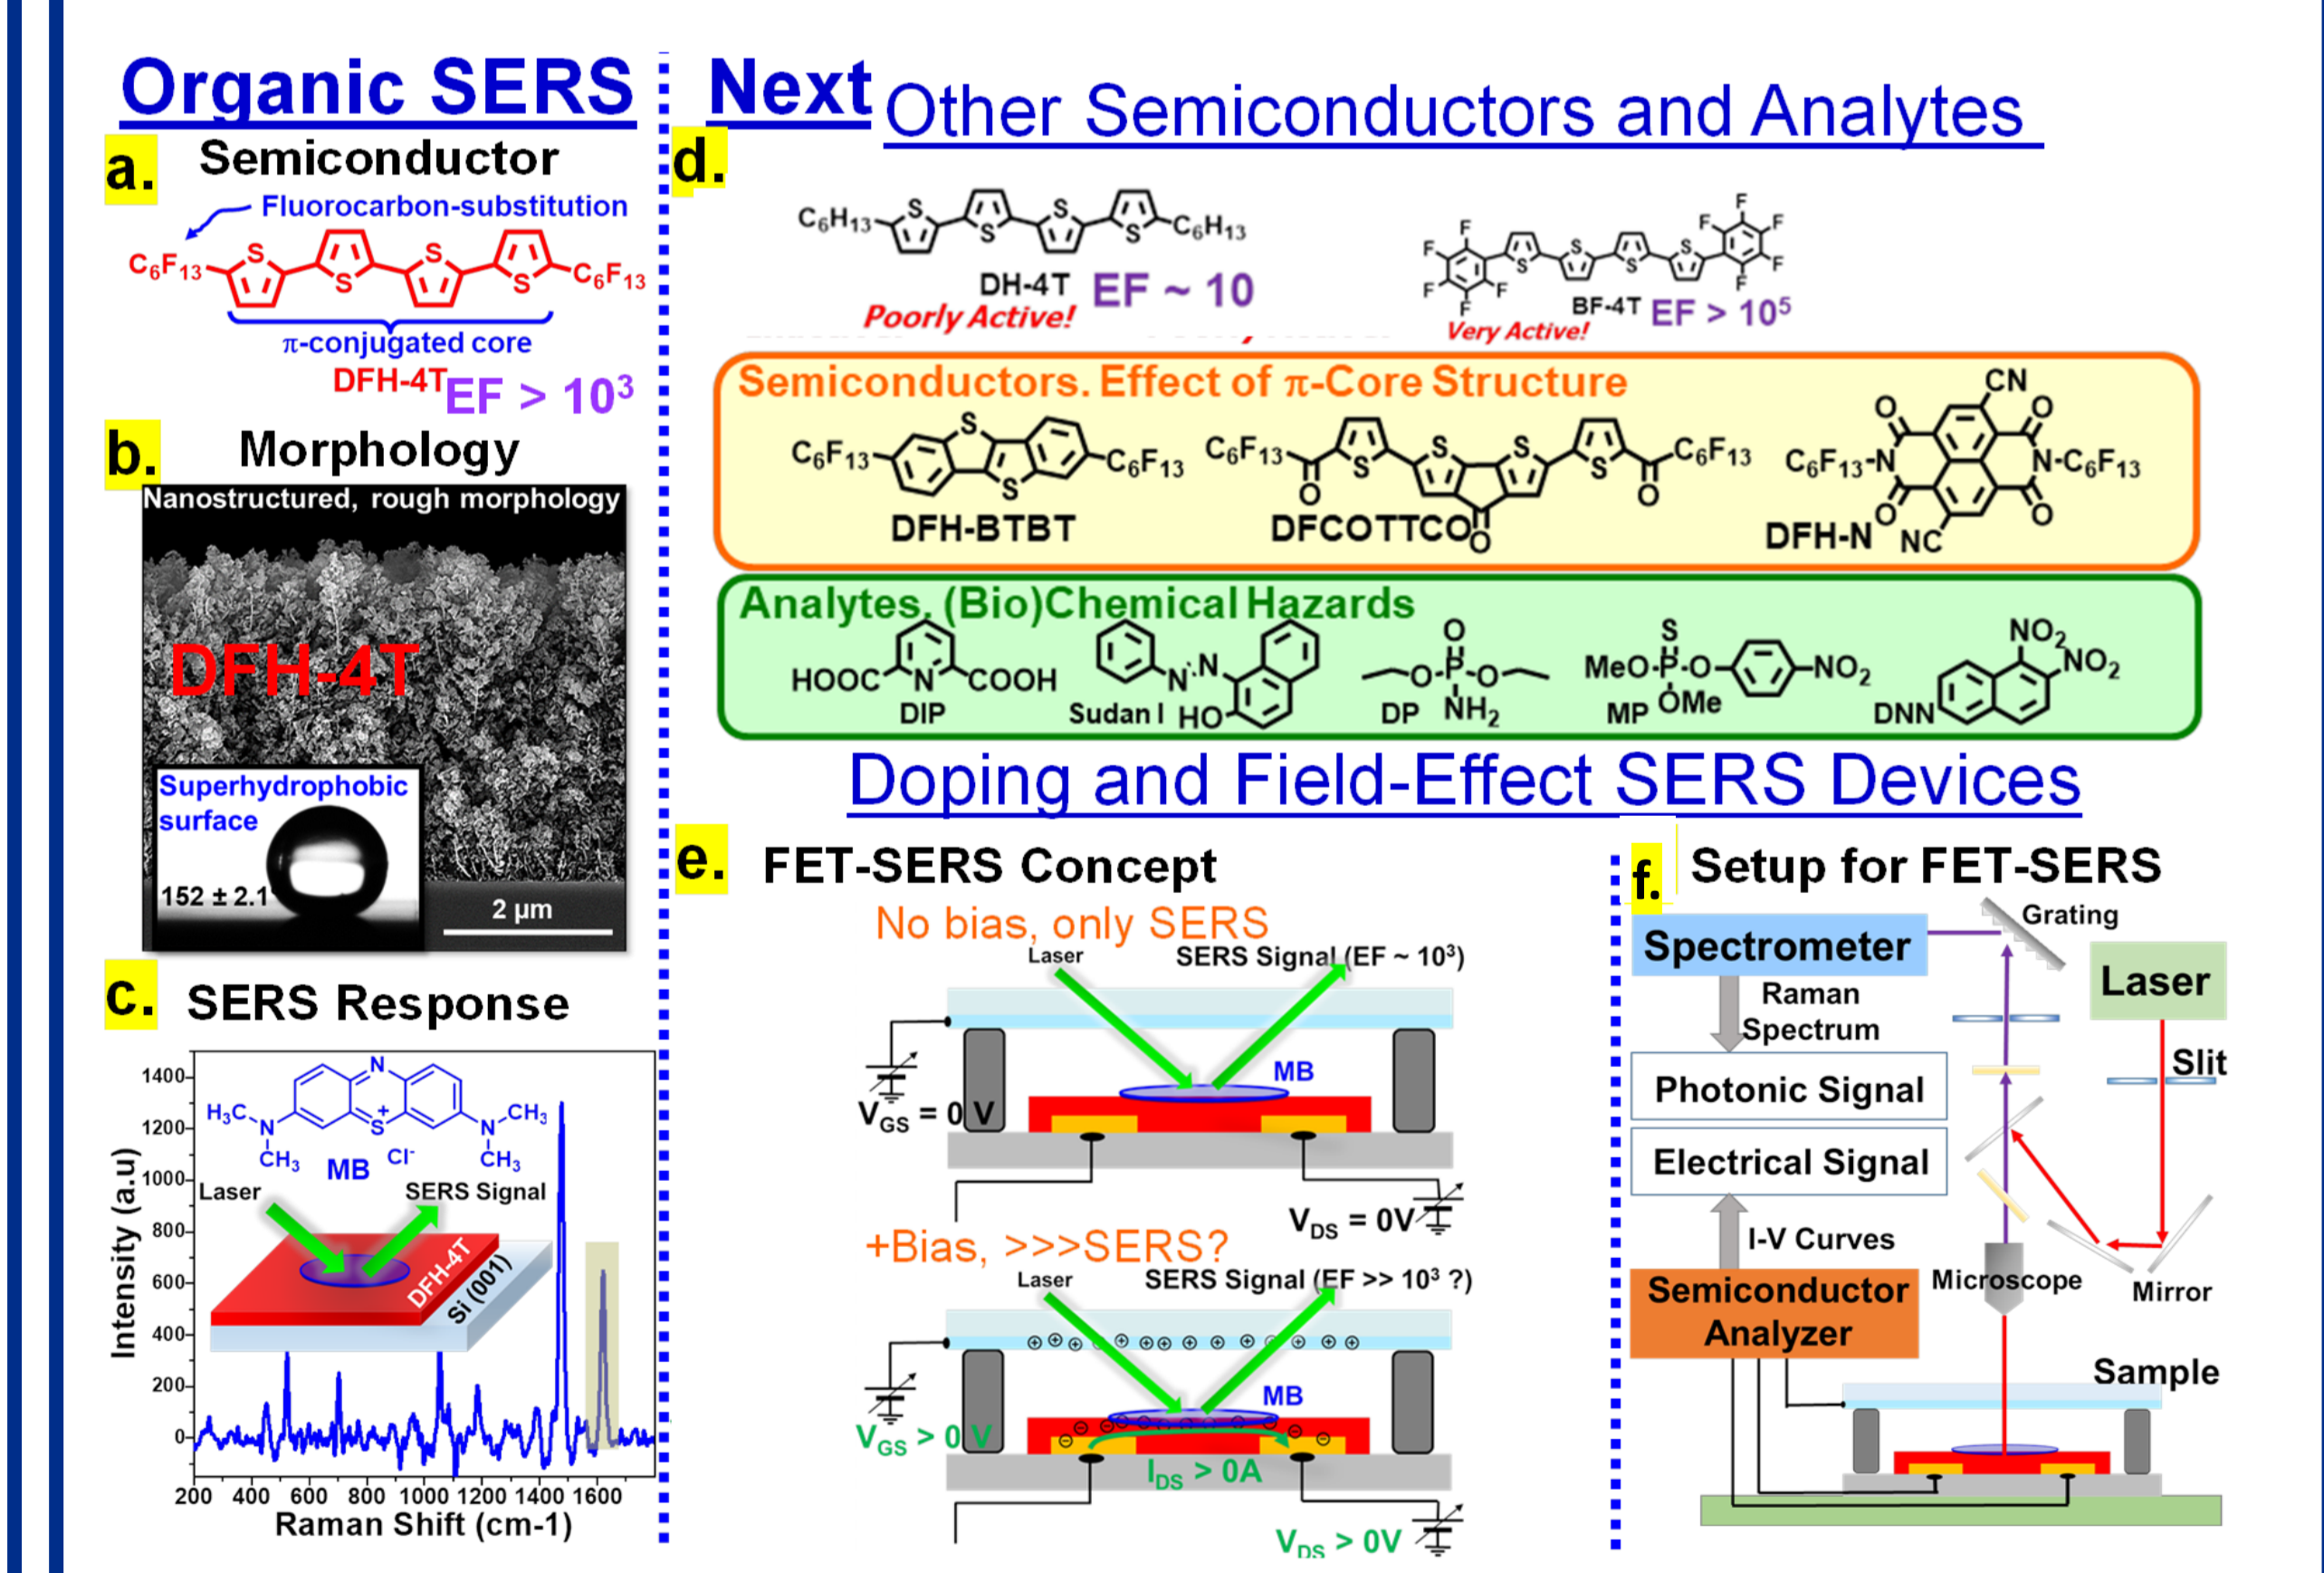 Organic SERS
a. Semiconductor
Fluorocarbon-substitution
C₆F₁₃ S S S S C₆F₁₃
π-conjugated core
DFH-4T EF > 10³
b. Morphology
Nanostructured, rough morphology
DFH-4T
Superhydrophobic
surface
152 ± 2.1
2 μm
c. SERS Response
Intensity (a.u)
1400
1200
1000
800
600
400
200
0
N
H₃C N S + N CH₃
CH₃ MB Cl⁻ CH₃
Laser SERS Signal
DFH-4T
Si (001)
200 400 600 800 1000 1200 1400 1600
Raman Shift (cm-1)
Next Other Semiconductors and Analytes
d.
C₆H₁₃ S S S S C₆H₁₃
DH-4T EF ~ 10
Poorly Active!
F F F F F S S S S F F F F F
BF-4T EF > 10⁵
Very Active!
Semiconductors. Effect of π-Core Structure
C₆F₁₃ S S C₆F₁₃
DFH-BTBT
C₆F₁₃ O S S S S O C₆F₁₃
DFCOTTCO O
CN
O O
C₆F₁₃-N N-C₆F₁₃
O O
DFH-N NC
Analytes, (Bio)Chemical Hazards
HOOC N COOH
DIP
N N
Sudan I HO
O
O-P-O
DP NH₂
S
MeO-P-O NO₂
MP OMe
NO₂
NO₂
DNN
Doping and Field-Effect SERS Devices
e. FET-SERS Concept
No bias, only SERS
Laser SERS Signal (EF ~ 10³)
MB
V_GS = 0 V
V_DS = 0V
+Bias, >>>SERS?
Laser SERS Signal (EF >> 10³ ?)
MB
V_GS > 0 V
I_DS > 0A
V_DS > 0V
f. Setup for FET-SERS
Grating
Spectrometer
Laser
Raman
Spectrum
Slit
Photonic Signal
Electrical Signal
I-V Curves
Microscope
Mirror
Semiconductor
Analyzer
Sample